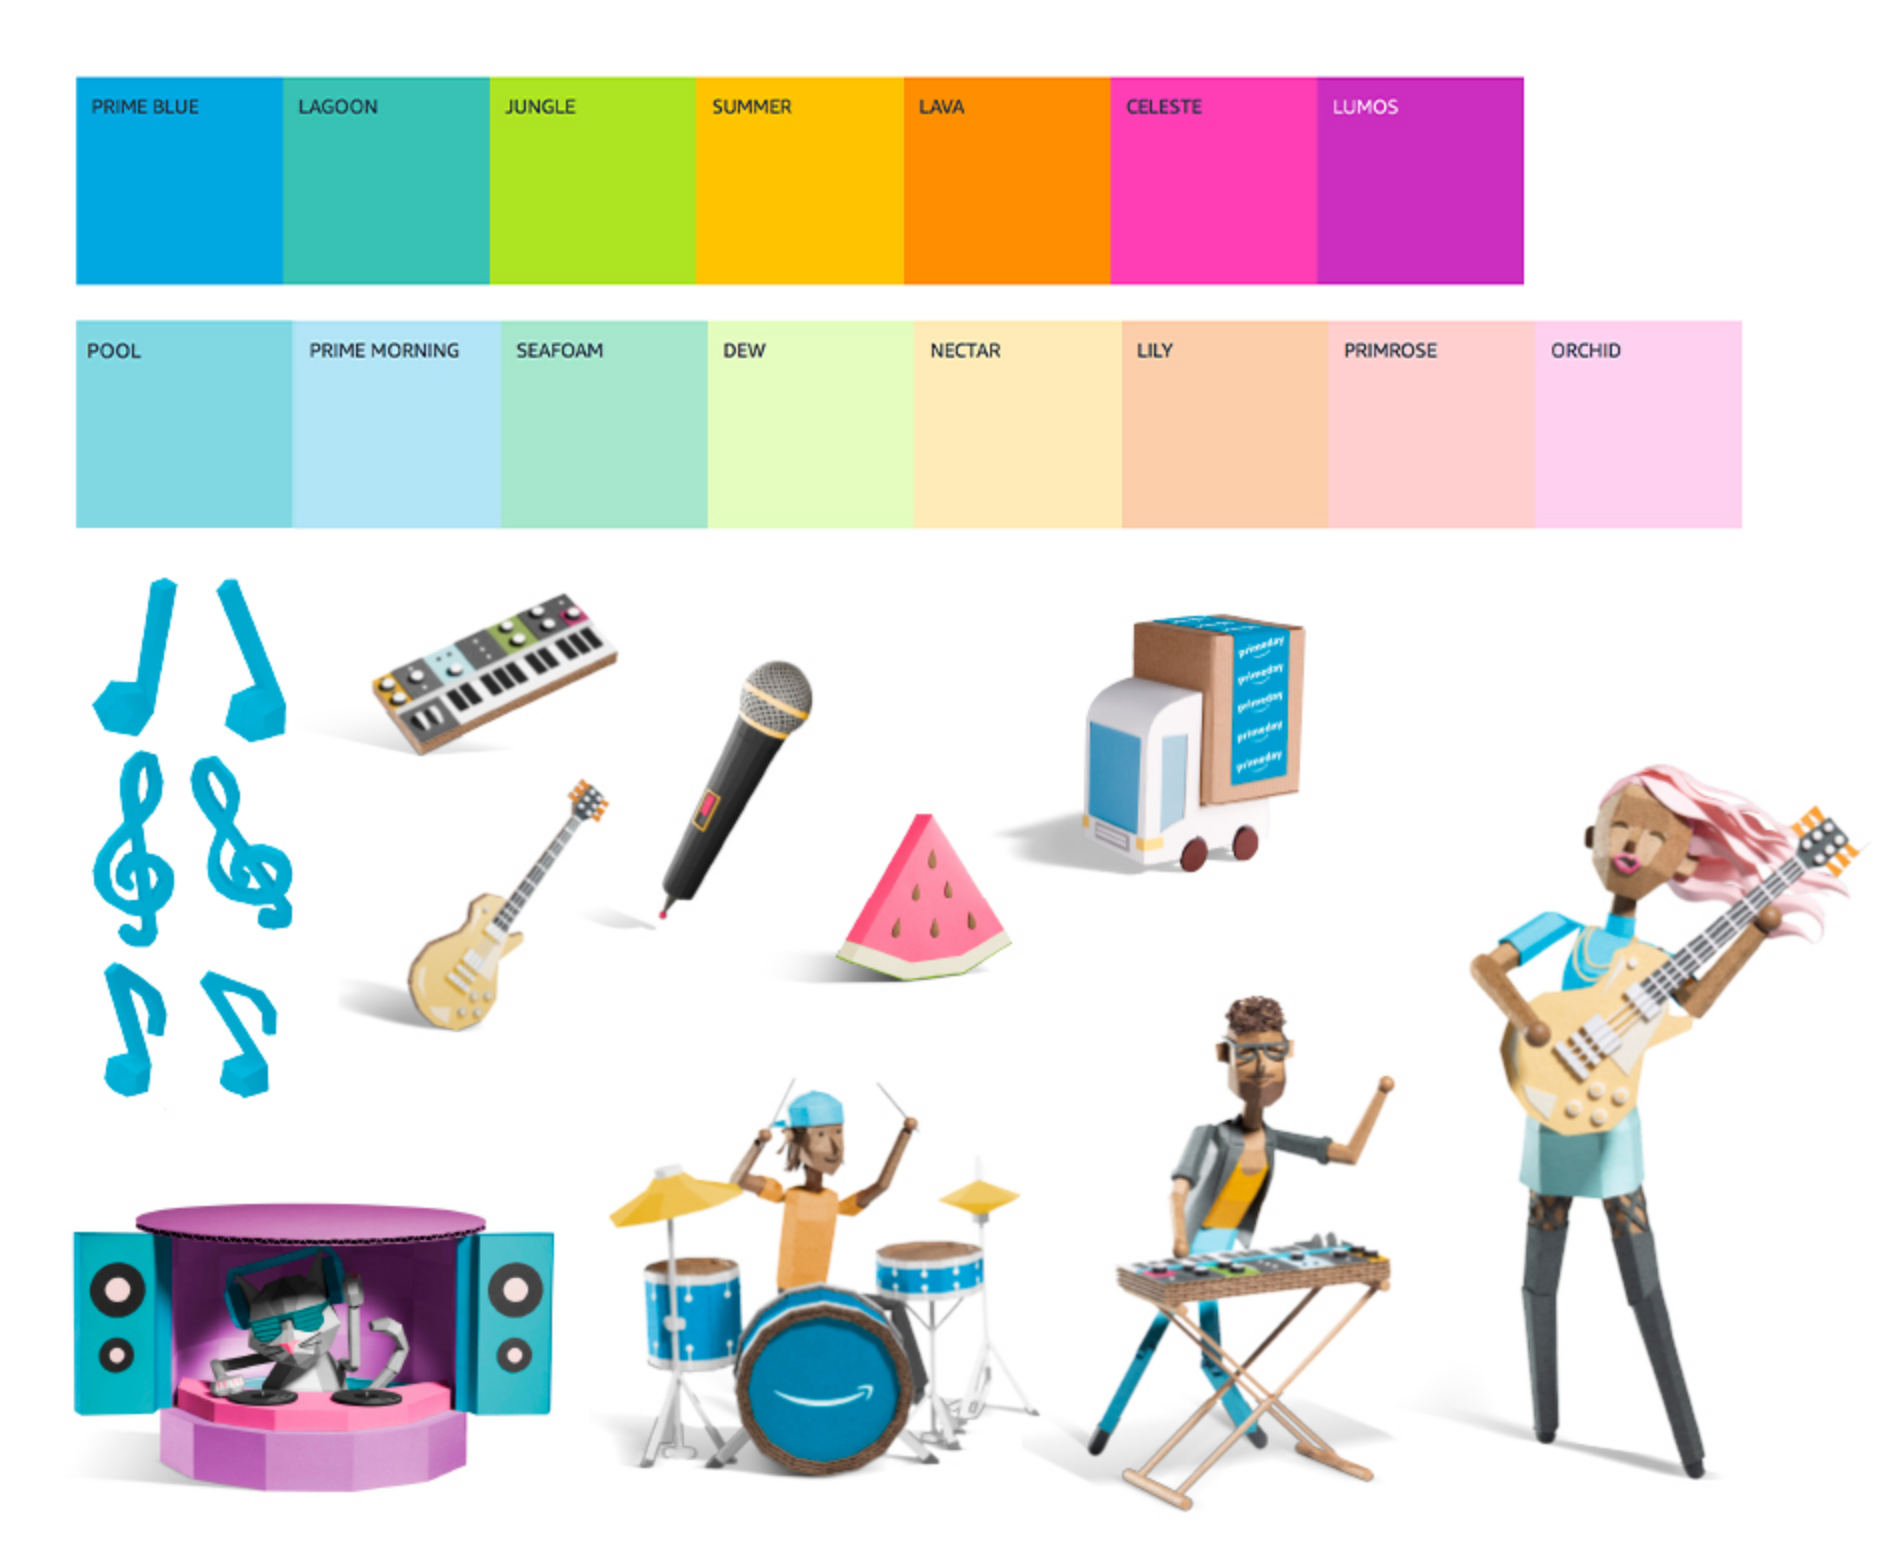 PRIME BLUE
LAGOON
JUNGLE
SUMMER
LAVA
CELESTE
LUMOS
POOL
PRIME MORNING
SEAFOAM
DEW
NECTAR
LILY
PRIMROSE
ORCHID
primeday
primeday
primeday
primeday
primeday